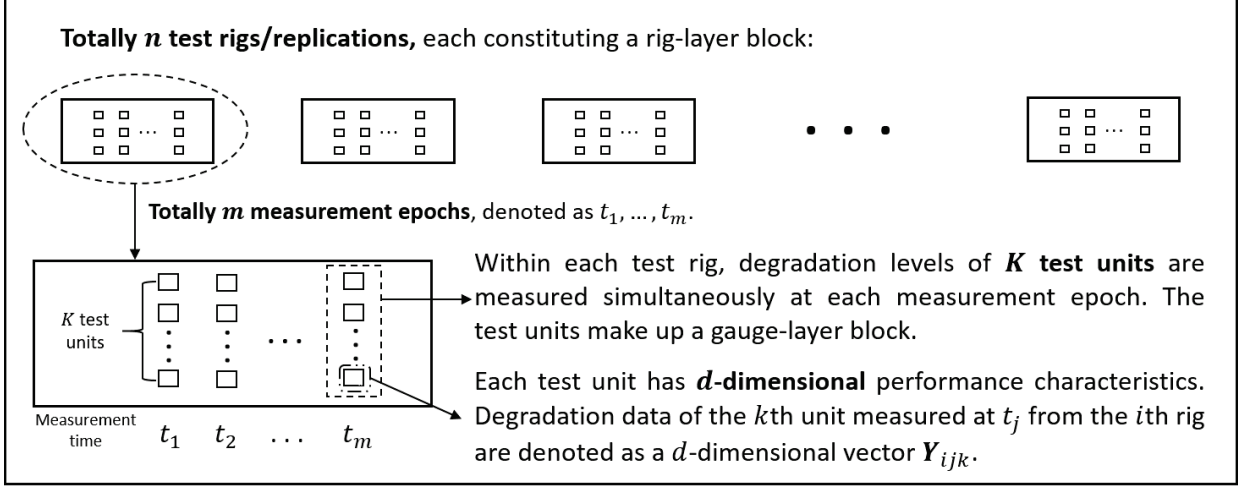 Totally n test rigs/replications, each constituting a rig-layer block:
...
...
...
...
Totally m measurement epochs, denoted as t₁, ..., tₘ.
Within each test rig, degradation levels of K test units are
measured simultaneously at each measurement epoch. The
test units make up a gauge-layer block.
K test
units
...
Each test unit has d-dimensional performance characteristics.
Degradation data of the kth unit measured at tⱼ from the ith rig
are denoted as a d-dimensional vector Yᵢⱼₖ.
Measurement
time
t₁ t₂ ... tₘ